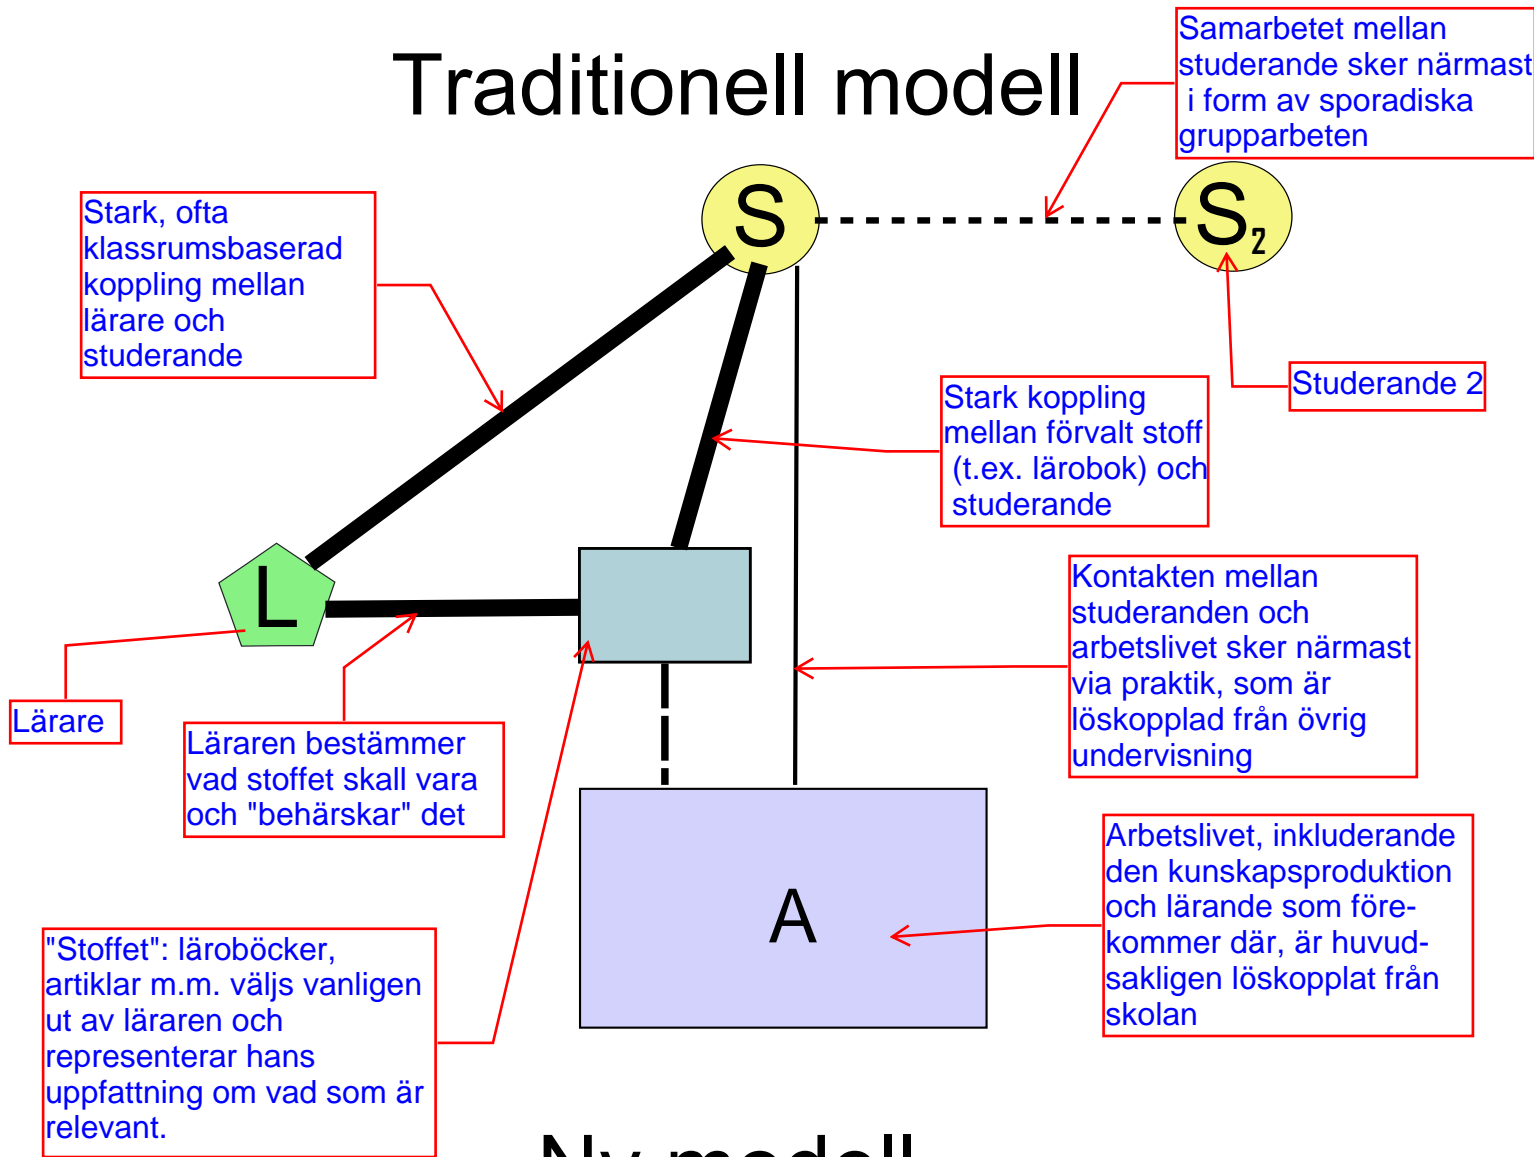 Traditionell modell
Samarbetet mellan
studerande sker närmast
i form av sporadiska
grupparbeten
S
S2
Stark, ofta
klassrumsbaserad
koppling mellan
lärare och
studerande
Studerande 2
Stark koppling
mellan förvalt stoff
(t.ex. lärobok) och
studerande
L
Kontakten mellan
studeranden och
arbetslivet sker närmast
via praktik, som är
löskopplad från övrig
undervisning
Lärare
Läraren bestämmer
vad stoffet skall vara
och "behärskar" det
A
Arbetslivet, inkluderande
den kunskapsproduktion
och lärande som före-
kommer där, är huvud-
sakligen löskopplat från
skolan
"Stoffet": läroböcker,
artiklar m.m. väljs vanligen
ut av läraren och
representerar hans
uppfattning om vad som är
relevant.
Ny modell